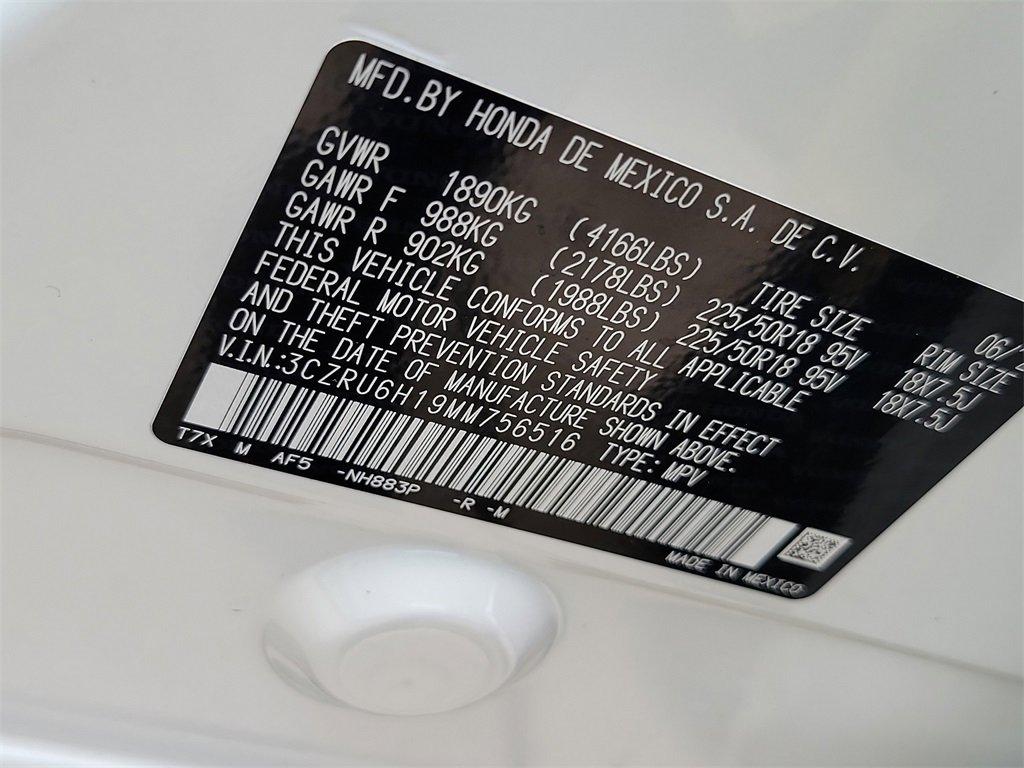 MFD. BY HONDA DE MEXICO S.A. DE C.V. 06/2
GVWR 1890KG (4166LBS) TIRE SIZE RIM SIZE
GAWR F 988KG (2178LBS) 225/50R18 95V 18X7.5J
GAWR R 902KG (1988LBS) 225/50R18 95V 18X7.5J
THIS VEHICLE CONFORMS TO ALL APPLICABLE
FEDERAL MOTOR VEHICLE SAFETY
AND THEFT PREVENTION STANDARDS IN EFFECT
ON THE DATE OF MANUFACTURE SHOWN ABOVE.
V.I.N.:3CZRU6H19MM756516 TYPE: MPV
T7X M AF5 -NH883P -R -M
MADE IN MEXICO